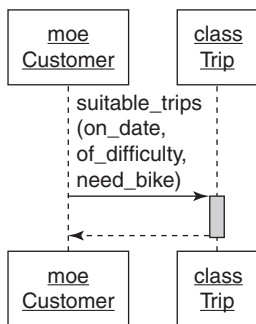 moe
Customer
class
Trip
suitable_trips
(on_date,
of_difficulty,
need_bike)
moe
Customer
class
Trip